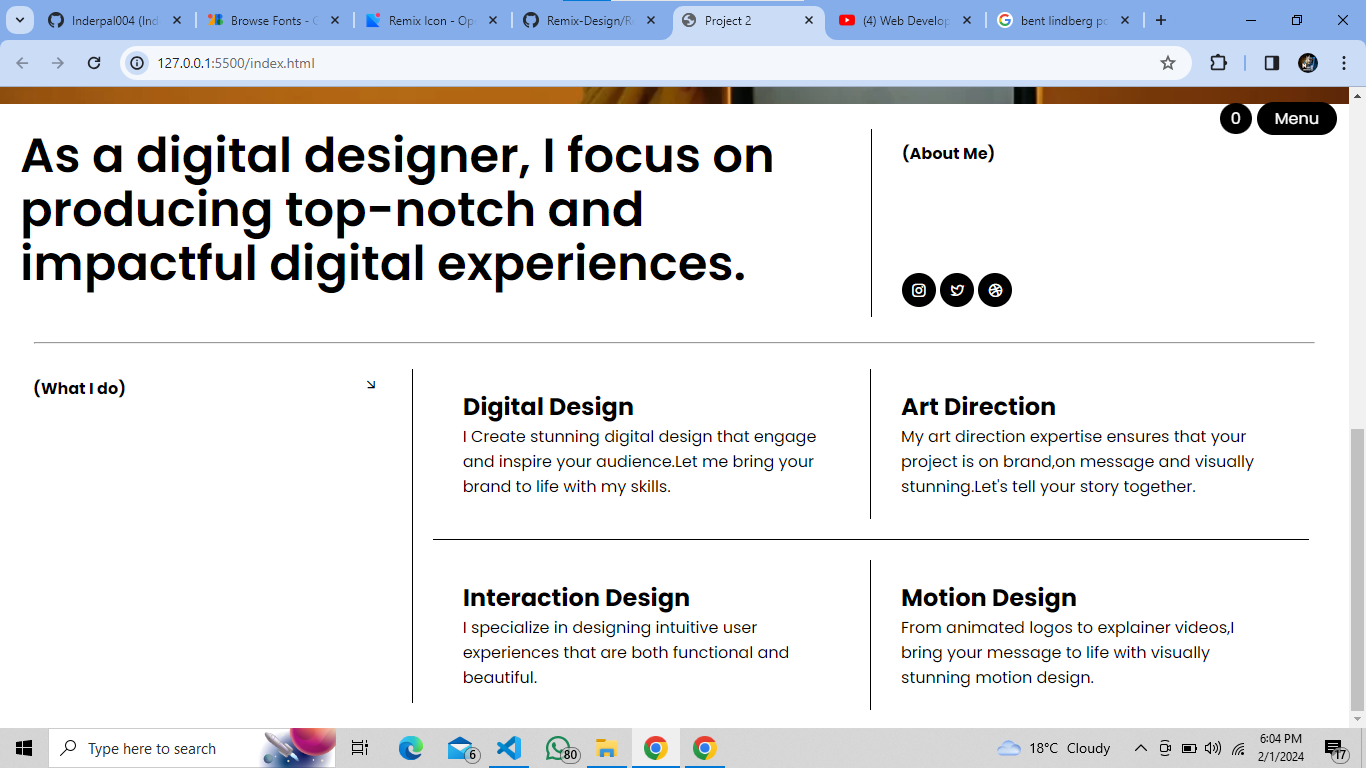 Inderpal004 (Ind
Browse Fonts - G
Remix Icon - Op
Remix-Design/R
Project 2
(4) Web Develop
bent lindberg po
127.0.0.1:5500/index.html
0
Menu
As a digital designer, I focus on
producing top-notch and
impactful digital experiences.
(About Me)
(What I do)
Digital Design
I Create stunning digital design that engage
and inspire your audience.Let me bring your
brand to life with my skills.
Art Direction
My art direction expertise ensures that your
project is on brand,on message and visually
stunning.Let's tell your story together.
Interaction Design
I specialize in designing intuitive user
experiences that are both functional and
beautiful.
Motion Design
From animated logos to explainer videos,I
bring your message to life with visually
stunning motion design.
Type here to search
6
80
18°C Cloudy
6:04 PM
2/1/2024
17